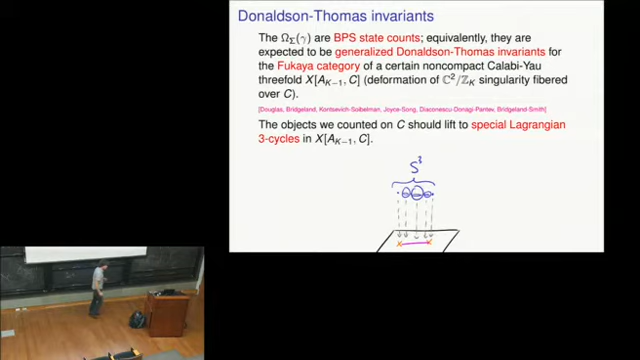 Donaldson-Thomas invariants
The Ω_Σ(γ) are BPS state counts; equivalently, they are
expected to be generalized Donaldson-Thomas invariants for
the Fukaya category of a certain noncompact Calabi-Yau
threefold X[A_{K−1}, C] (deformation of ℂ²/ℤ_K singularity fibered
over C).
[Douglas, Bridgeland, Kontsevich-Soibelman, Joyce-Song, Diaconescu-Donagi-Pantev, Bridgeland-Smith]
The objects we counted on C should lift to special Lagrangian
3-cycles in X[A_{K−1}, C].
S³